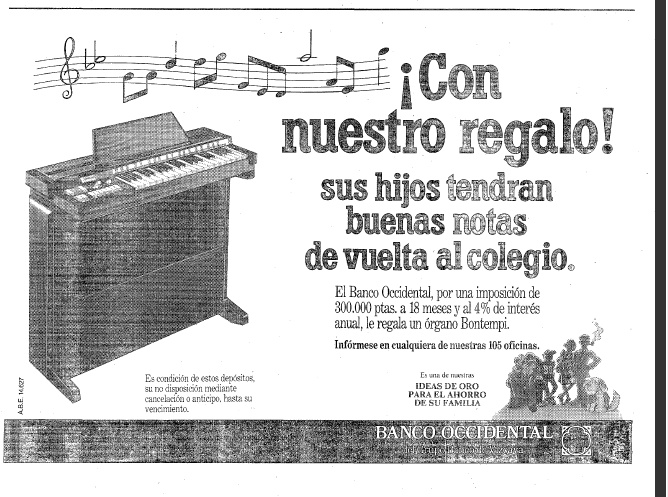 ¡Con
nuestro regalo!
sus hijos tendran
buenas notas
de vuelta al colegio.
El Banco Occidental, por una imposición de
300.000 ptas. a 18 meses y al 4% de interés
anual, le regala un órgano Bontempi.
Infórmese en cualquiera de nuestras 105 oficinas.
Es condición de estos depósitos,
su no disposición mediante
cancelación o anticipo, hasta su
vencimiento.
Es una de nuestras
IDEAS DE ORO
PARA EL AHORRO
DE SU FAMILIA
A.B.E. 14.627
BANCO OCCIDENTAL